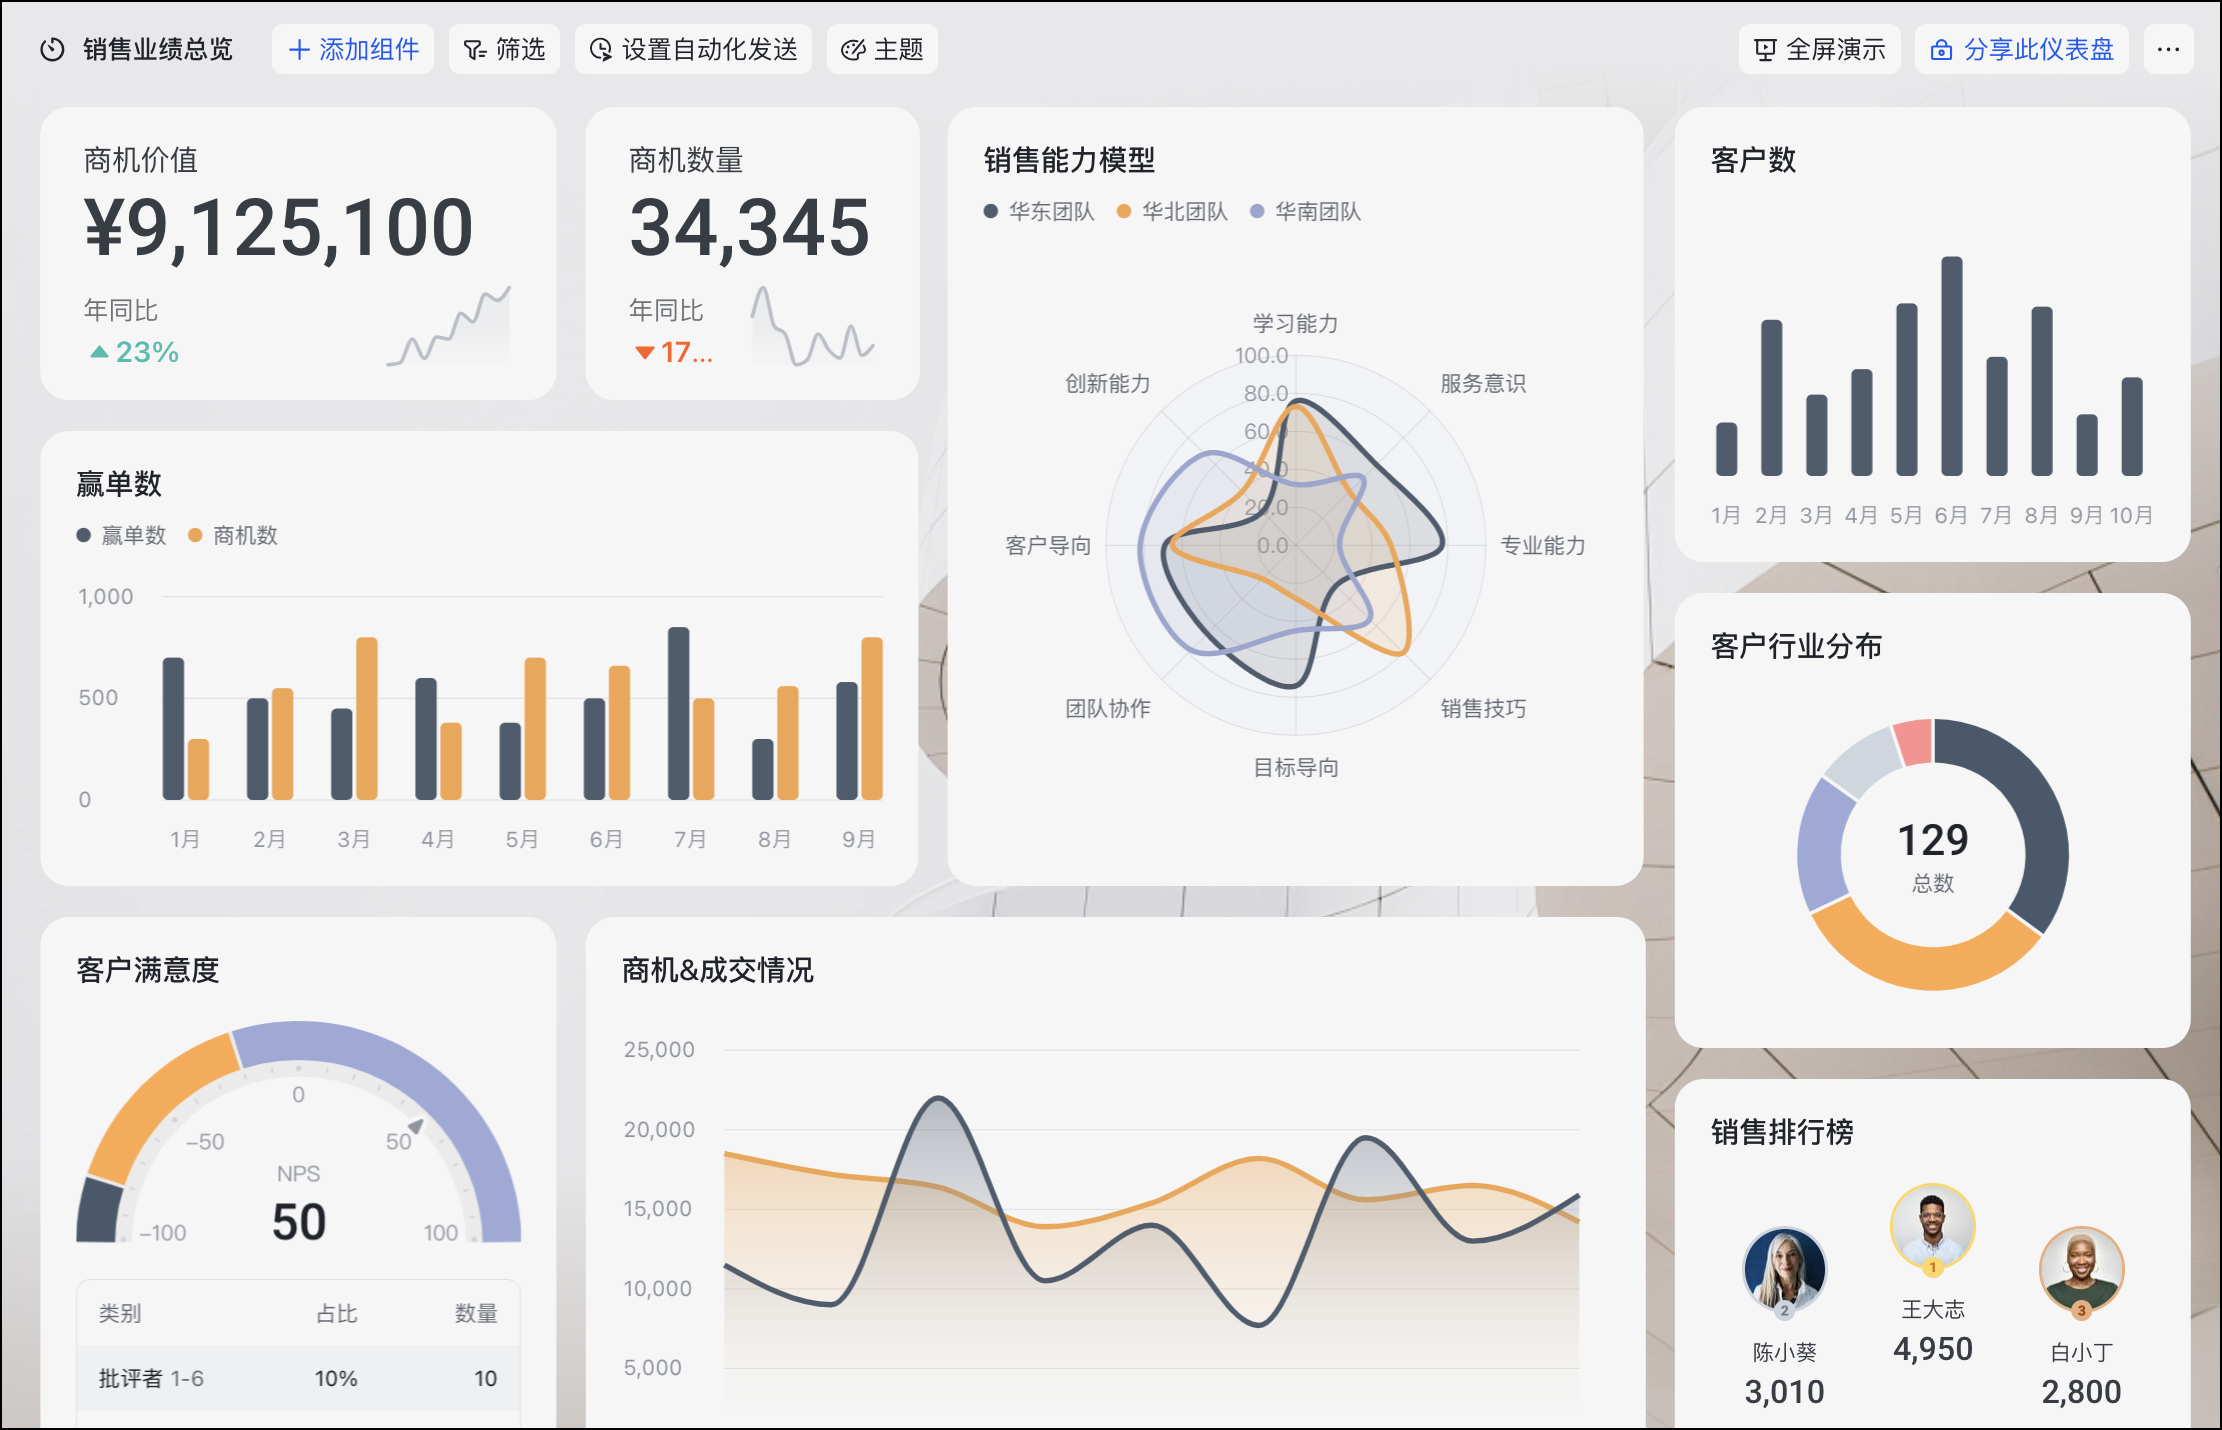 销售业绩总览
添加组件
筛选
设置自动化发送
主题
全屏演示
分享此仪表盘
商机价值
¥9,125,100
年同比
23%
商机数量
34,345
年同比
17...
销售能力模型
华东团队 华北团队 华南团队
学习能力
服务意识
专业能力
销售技巧
目标导向
团队协作
客户导向
创新能力
100.0
80.0
60.0
40.0
20.0
0.0
客户数
1月 2月 3月 4月 5月 6月 7月 8月 9月 10月
赢单数
赢单数 商机数
1,000
500
0
1月 2月 3月 4月 5月 6月 7月 8月 9月
客户行业分布
129
总数
客户满意度
0
–50 50
NPS
50
–100 100
类别 占比 数量
批评者 1-6 10% 10
商机&成交情况
25,000
20,000
15,000
10,000
5,000
销售排行榜
1
王大志
4,950
2
陈小葵
3,010
3
白小丁
2,800